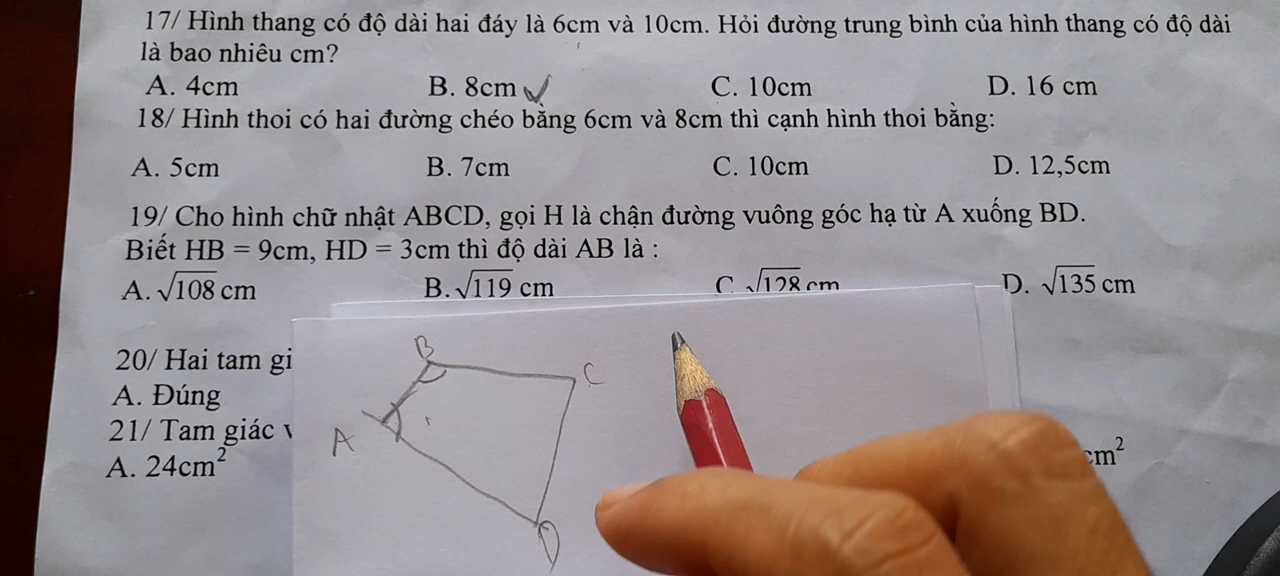 17/ Hình thang có độ dài hai đáy là 6cm và 10cm. Hỏi đường trung bình của hình thang có độ dài
là bao nhiêu cm?
A. 4cm B. 8cm C. 10cm D. 16 cm
18/ Hình thoi có hai đường chéo bằng 6cm và 8cm thì cạnh hình thoi bằng:
A. 5cm B. 7cm C. 10cm D. 12,5cm
19/ Cho hình chữ nhật ABCD, gọi H là chận đường vuông góc hạ từ A xuống BD.
Biết HB = 9cm, HD = 3cm thì độ dài AB là :
A. √108 cm B. √119 cm C. √128 cm D. √135 cm
20/ Hai tam gi
A. Đúng
21/ Tam giác
A. 24cm² cm²
B
C
A
D